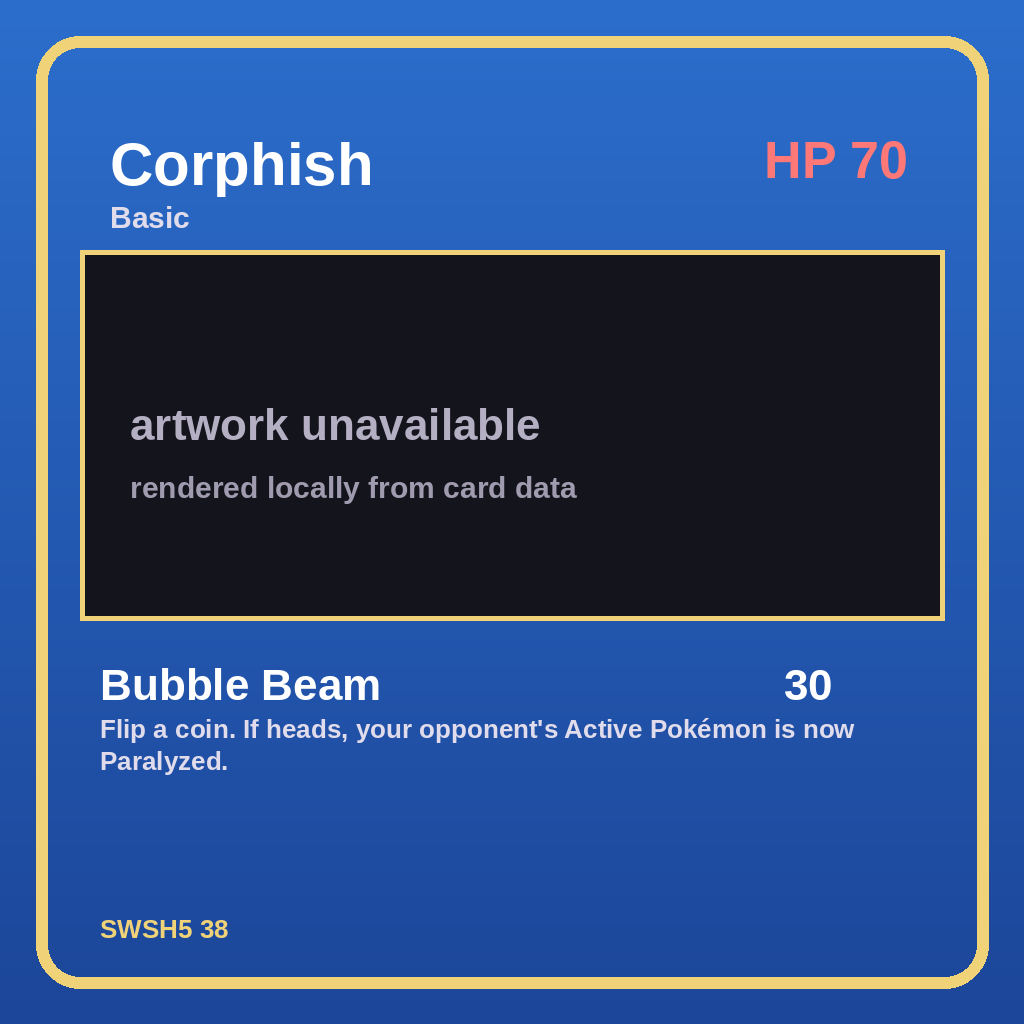 Corphish
HP 70
Basic
artwork unavailable
rendered locally from card data
Bubble Beam
30
Flip a coin. If heads, your opponent's Active Pokémon is now
Paralyzed.
SWSH5 38